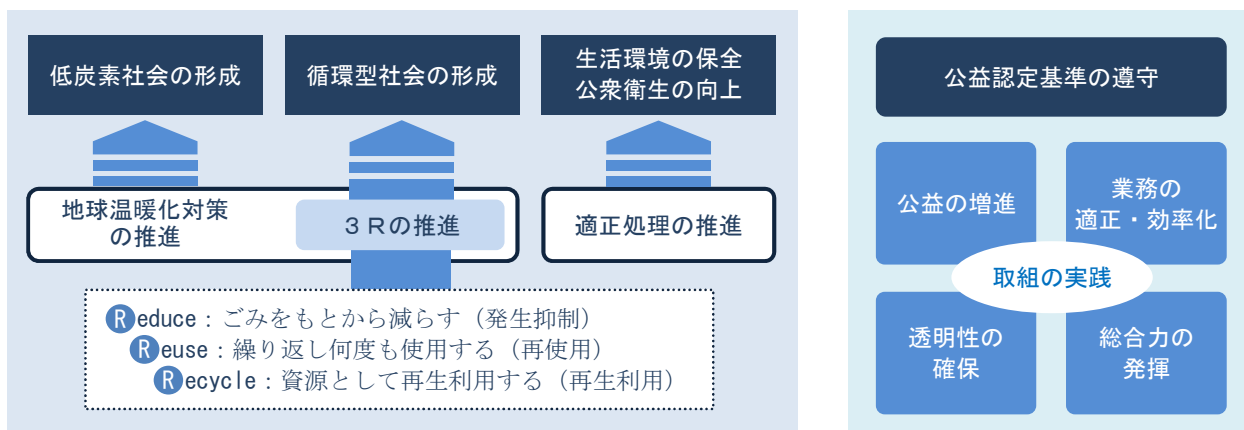 低炭素社会の形成
循環型社会の形成
生活環境の保全
公衆衛生の向上
地球温暖化対策
の推進
３Ｒの推進
適正処理の推進
Reduce：ごみをもとから減らす（発生抑制）
Reuse：繰り返し何度も使用する（再使用）
Recycle：資源として再生利用する（再生利用）
公益認定基準の遵守
公益の増進
業務の
適正・効率化
取組の実践
透明性の
確保
総合力の
発揮